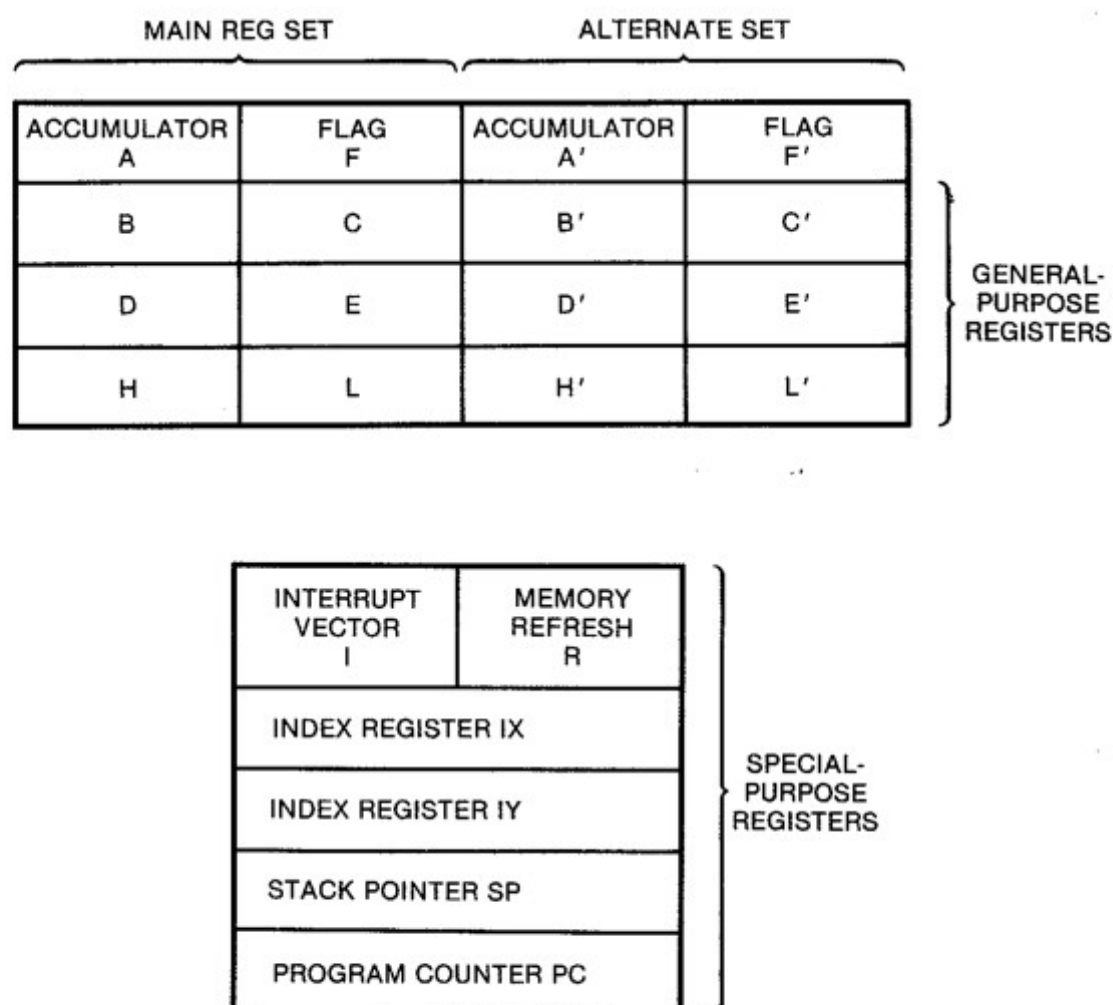 MAIN REG SET
ALTERNATE SET
ACCUMULATOR
A
FLAG
F
ACCUMULATOR
A'
FLAG
F'
B
C
B'
C'
D
E
D'
E'
H
L
H'
L'
GENERAL-
PURPOSE
REGISTERS
INTERRUPT
VECTOR
I
MEMORY
REFRESH
R
INDEX REGISTER IX
INDEX REGISTER IY
STACK POINTER SP
PROGRAM COUNTER PC
SPECIAL-
PURPOSE
REGISTERS